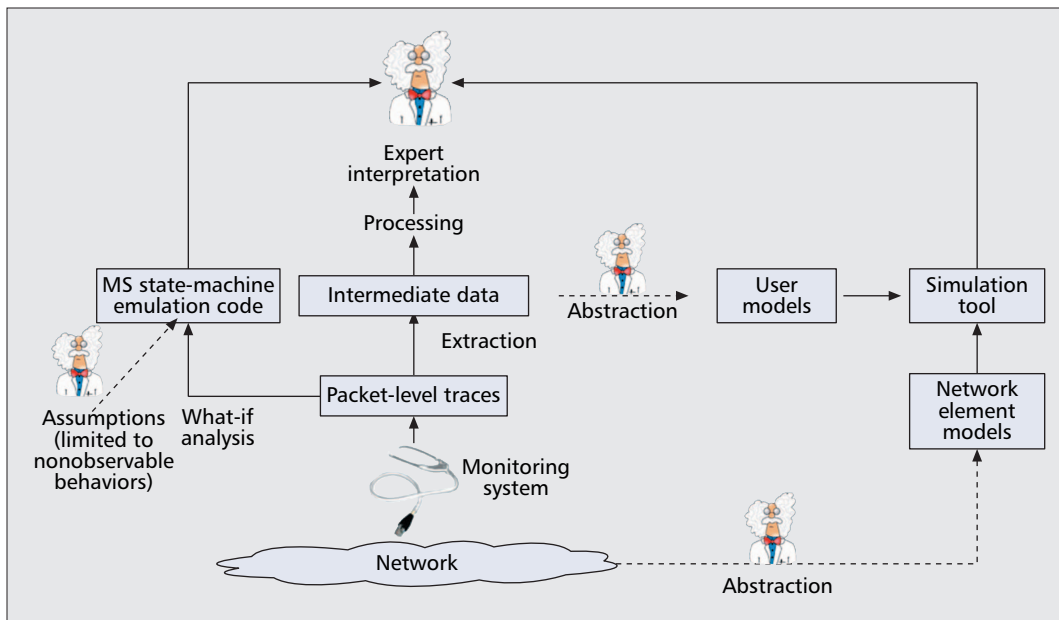 Expert
interpretation
Processing
MS state-machine
emulation code
Intermediate data
Abstraction
User
models
Simulation
tool
Extraction
Packet-level traces
Network
element
models
Assumptions
(limited to
nonobservable
behaviors)
What-if
analysis
Monitoring
system
Network
Abstraction